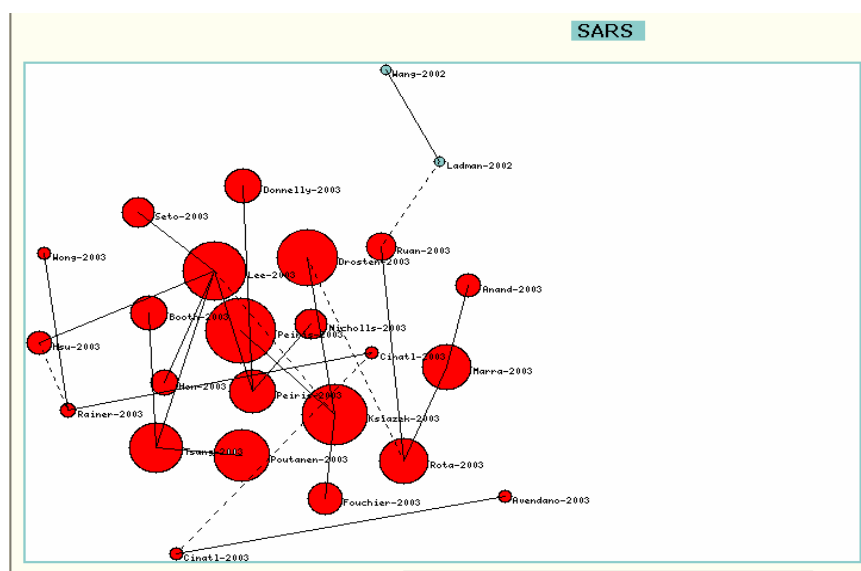 SARS
Wang-2002
Ladman-2002
Donnelly-2003
Seto-2003
Ruan-2003
Wong-2003
Drosten-2003
Lee-2003
Anand-2003
Booth-2003
Nicholls-2003
Peiris-2003
Hsu-2003
Cinatl-2003
Marra-2003
Hon-2003
Peiris-2003
Rainer-2003
Ksiazek-2003
Tsang-2003
Poutanen-2003
Rota-2003
Fouchier-2003
Avendano-2003
Cinatl-2003